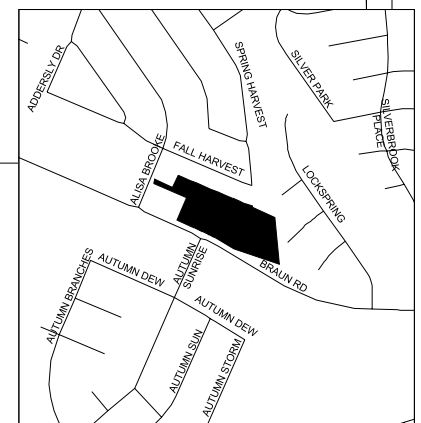 ADDERSLY DR
SPRING HARVEST
SILVER PARK
SILVERBROOK
PLACE
ALISA BROOKE
FALL HARVEST
LOCKSPRING
AUTUMN BRANCHES
AUTUMN DEW
AUTUMN
SUNRISE
BRAUN RD
AUTUMN DEW
AUTUMN SUN
AUTUMN STORM